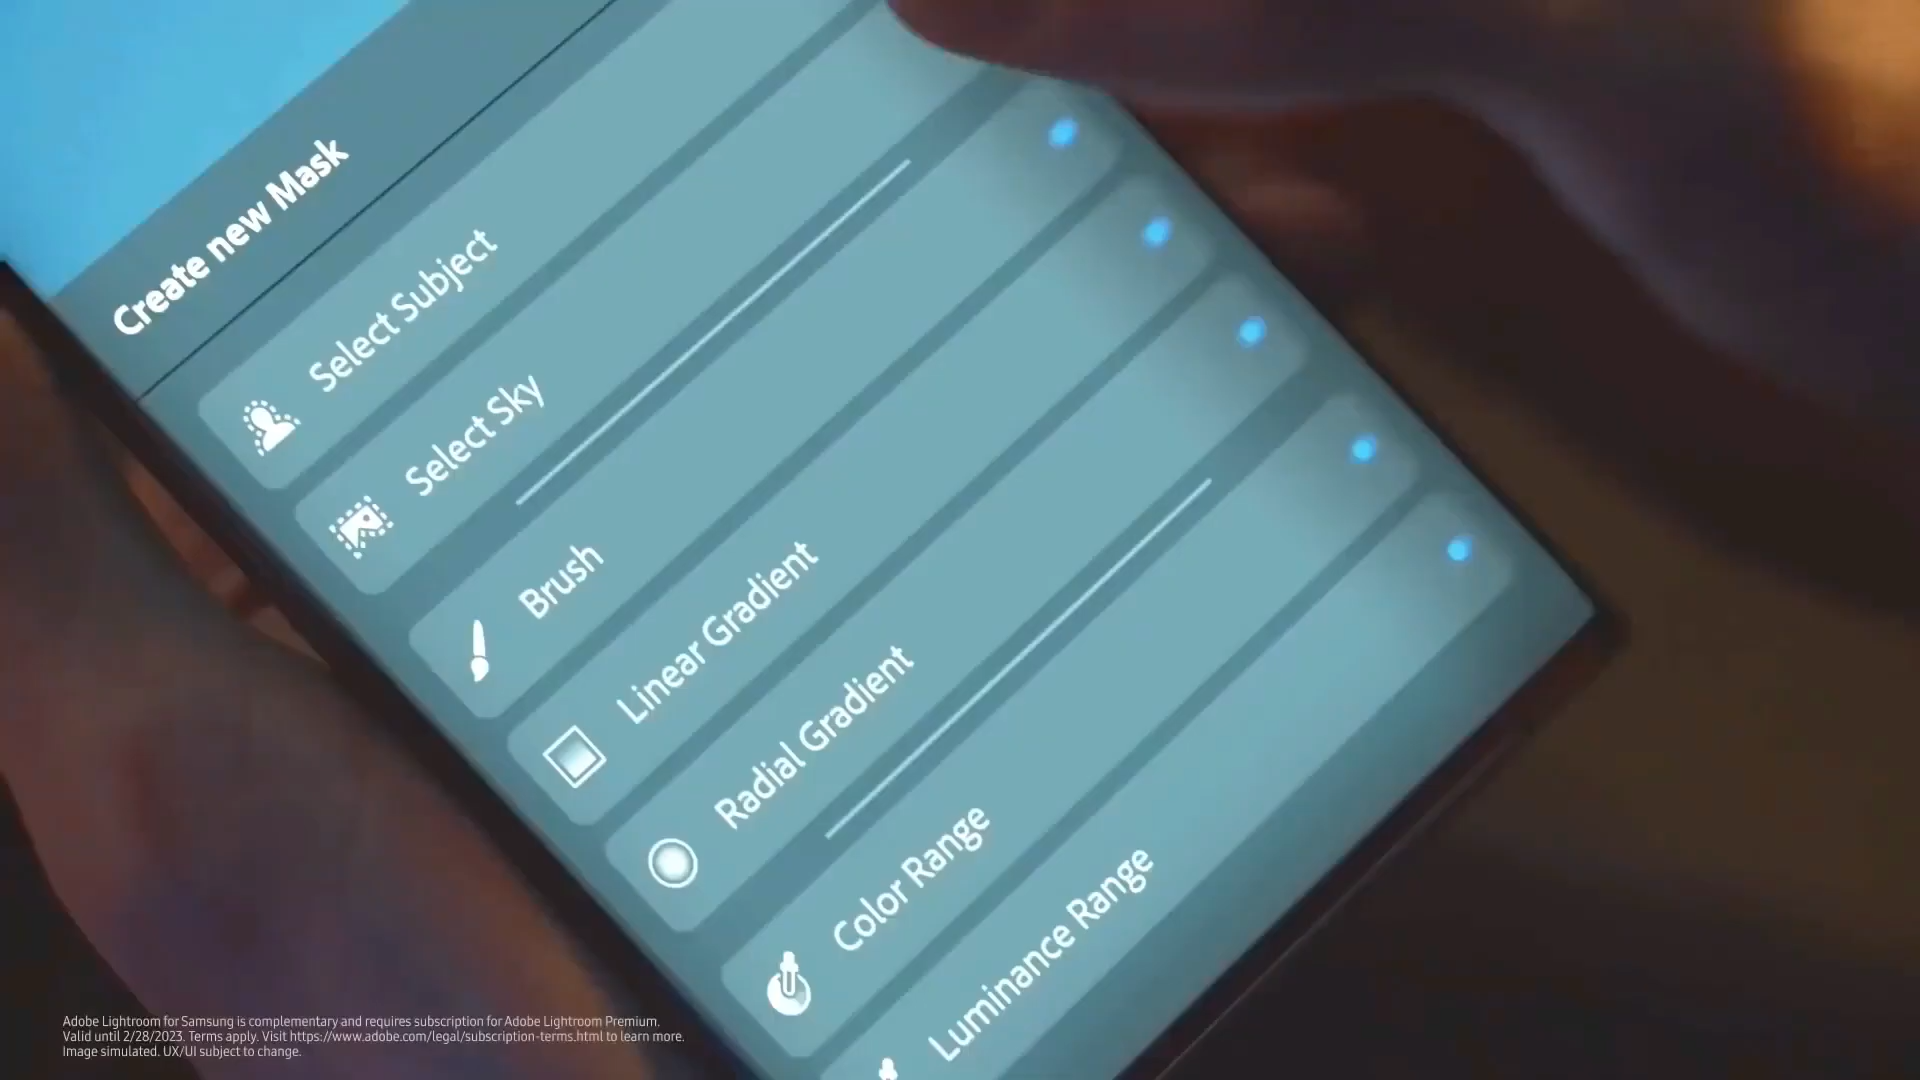 Create new Mask
Select Subject
Select Sky
Brush
Linear Gradient
Radial Gradient
Color Range
Luminance Range
Adobe Lightroom for Samsung is complementary and requires subscription for Adobe Lightroom Premium.
Valid until 2/28/2023. Terms apply. Visit https://www.adobe.com/legal/subscription-terms.html to learn more.
Image simulated. UX/UI subject to change.